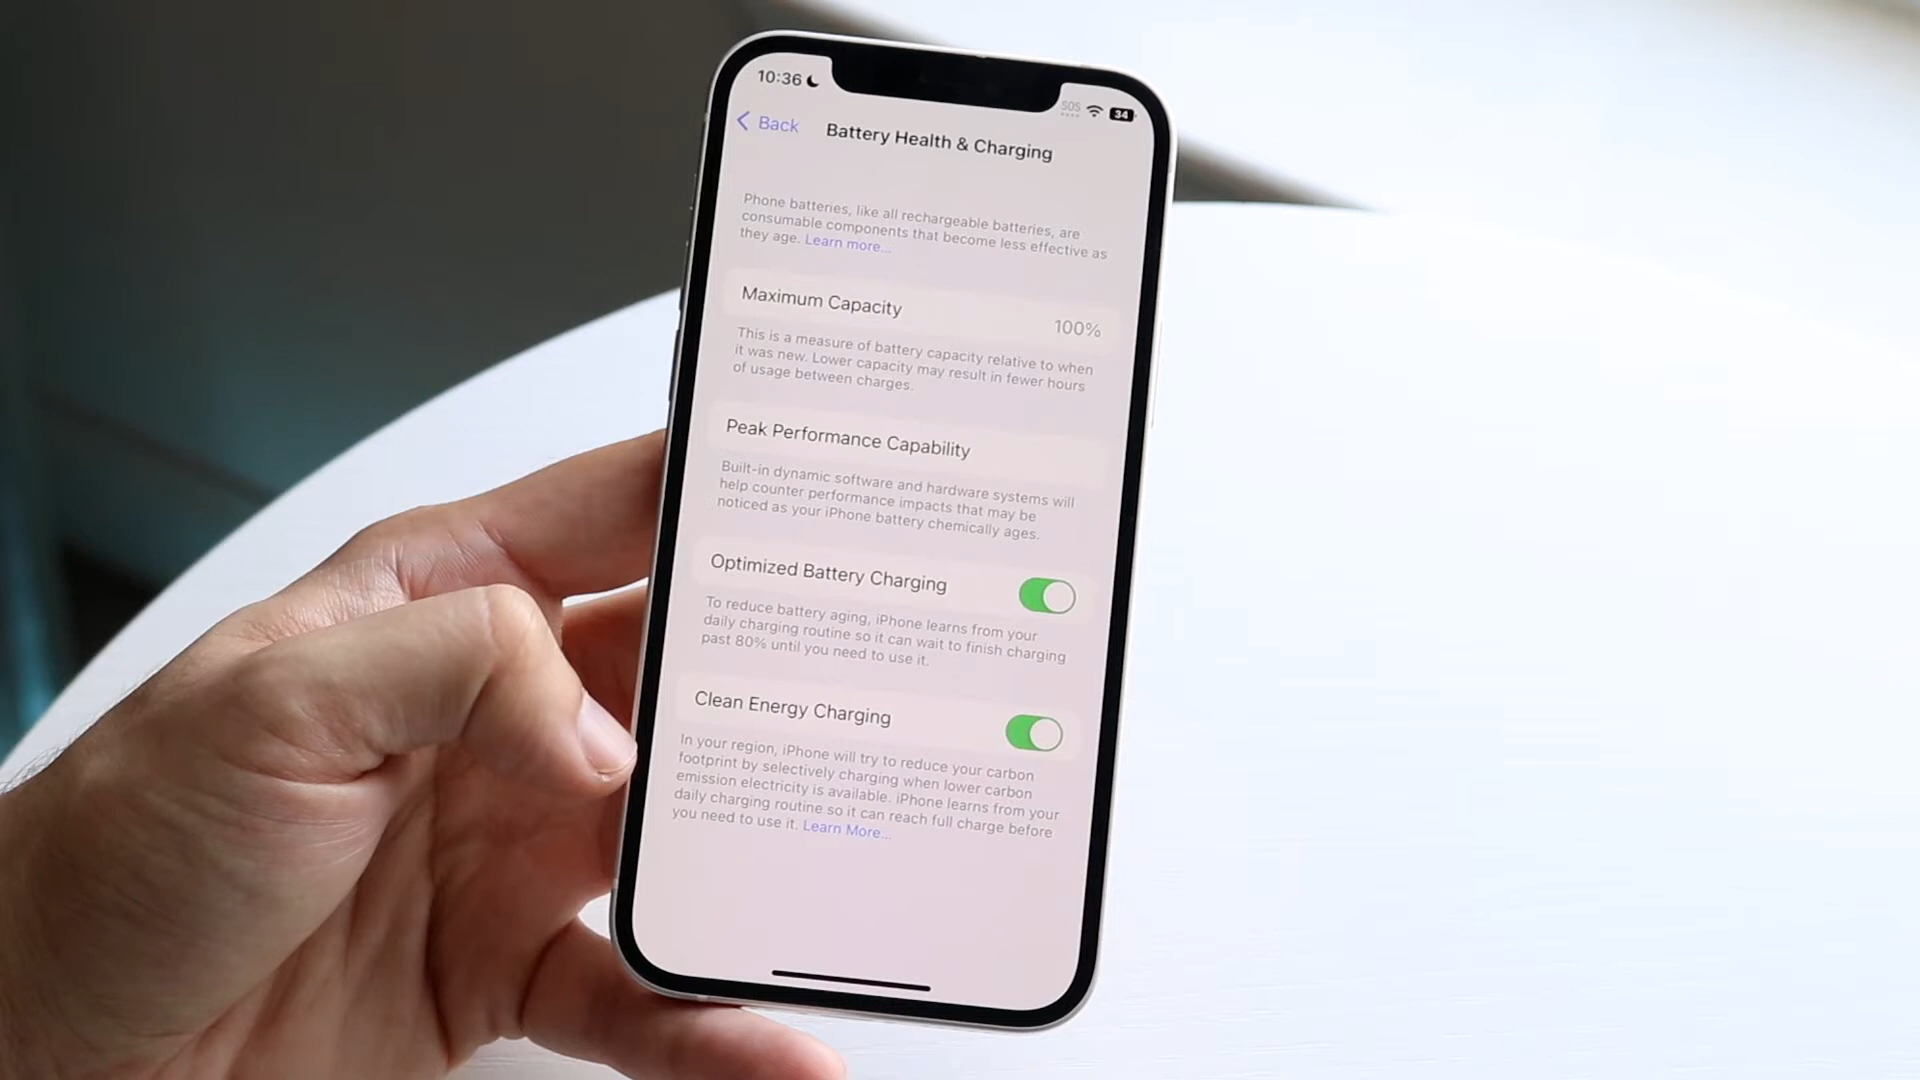 10:36
SOS
34
Back
Battery Health & Charging
Phone batteries, like all rechargeable batteries, are
consumable components that become less effective as
they age. Learn more...
Maximum Capacity
100%
This is a measure of battery capacity relative to when
it was new. Lower capacity may result in fewer hours
of usage between charges.
Peak Performance Capability
Built-in dynamic software and hardware systems will
help counter performance impacts that may be
noticed as your iPhone battery chemically ages.
Optimized Battery Charging
To reduce battery aging, iPhone learns from your
daily charging routine so it can wait to finish charging
past 80% until you need to use it.
Clean Energy Charging
In your region, iPhone will try to reduce your carbon
footprint by selectively charging when lower carbon
emission electricity is available. iPhone learns from your
daily charging routine so it can reach full charge before
you need to use it. Learn More...